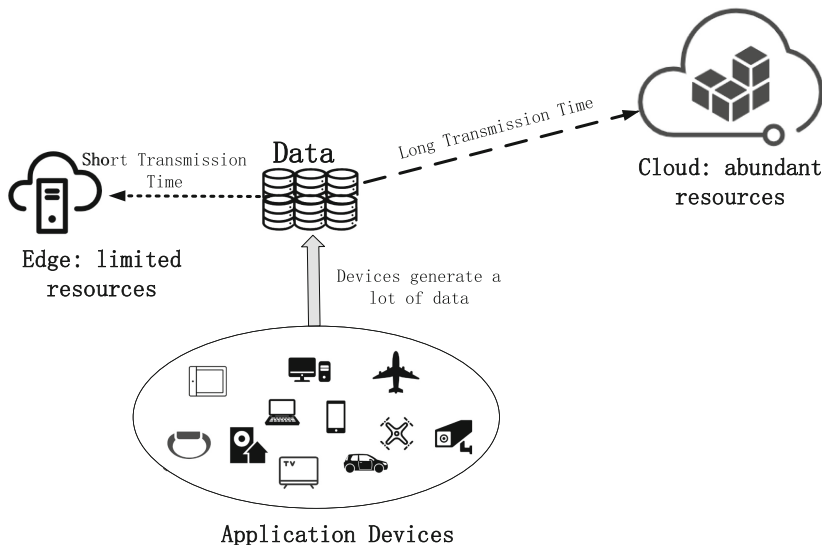 Long Transmission Time
Data
Short Transmission
Time
Cloud: abundant
resources
Edge: limited
resources
Devices generate a
lot of data
TV
Application Devices